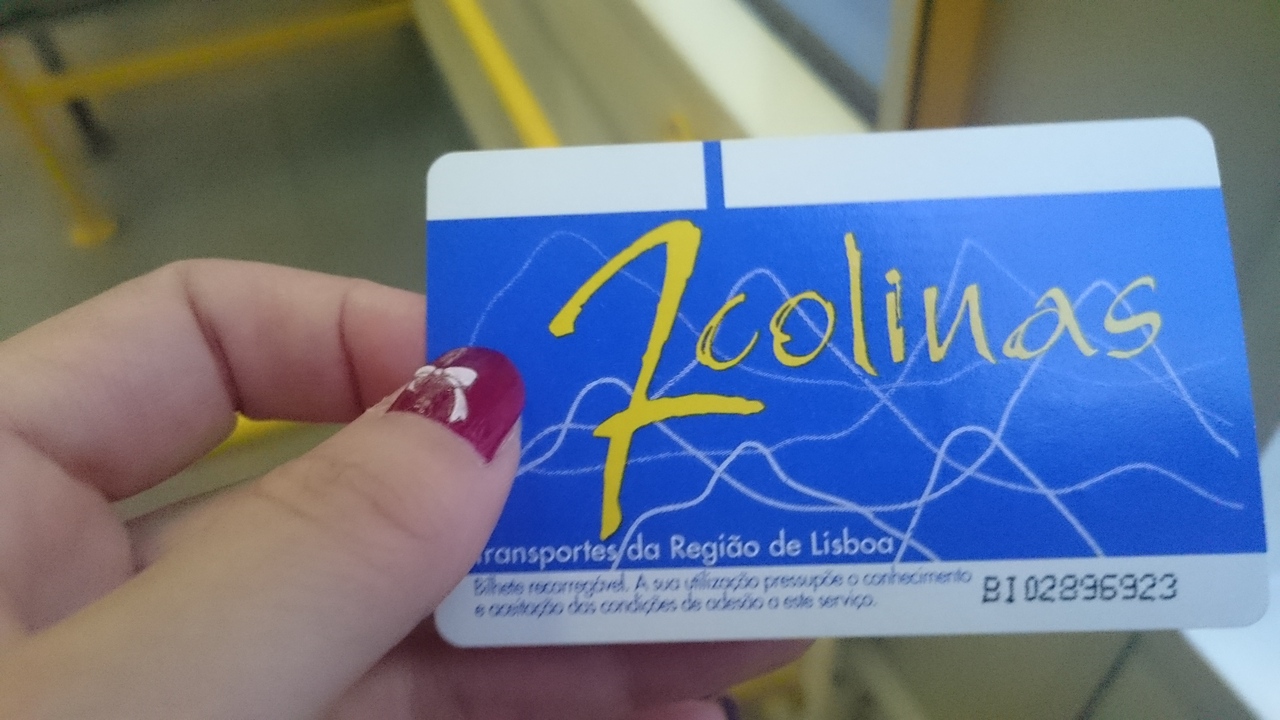 7colinas
Transportes da Região de Lisboa
Bilhete recarregável. A sua utilização pressupõe o conhecimento
e aceitação das condições de adesão a este serviço.
BI02896923